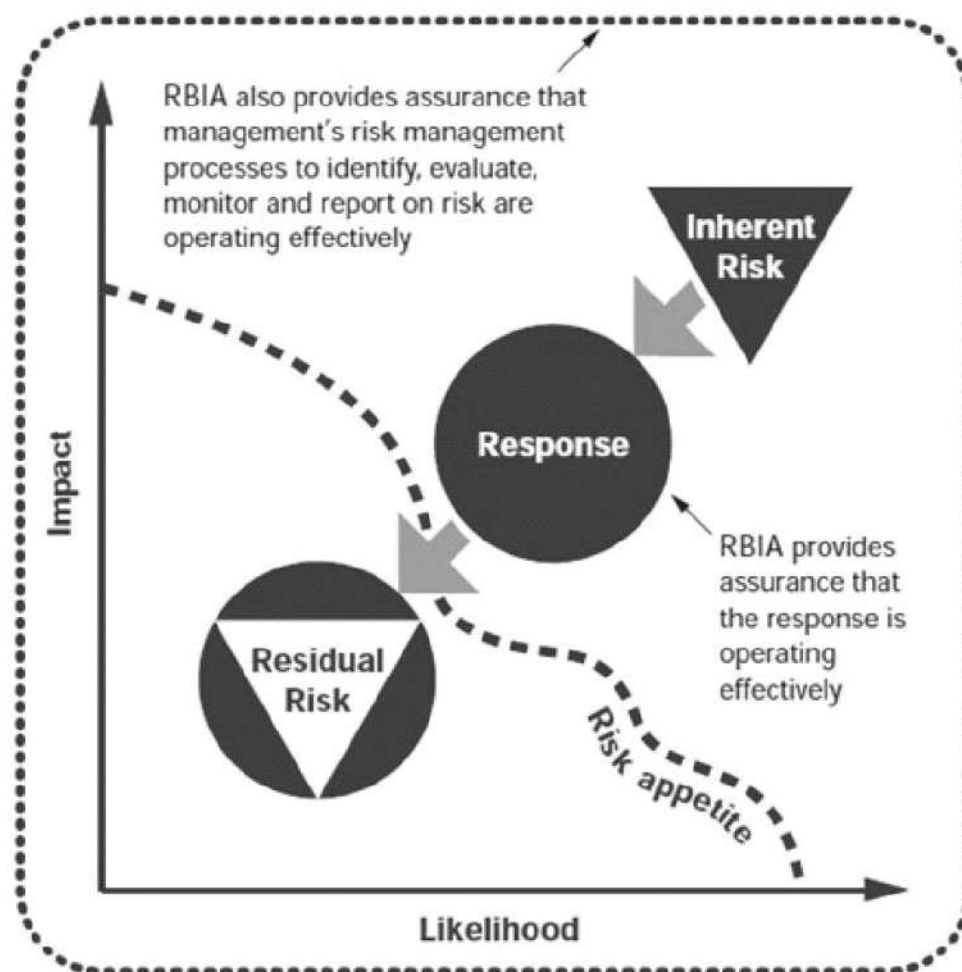 RBIA also provides assurance that
management's risk management
processes to identify, evaluate,
monitor and report on risk are
operating effectively
Inherent
Risk
Response
Impact
RBIA provides
assurance that
the response is
operating
effectively
Residual
Risk
Risk appetite
Likelihood